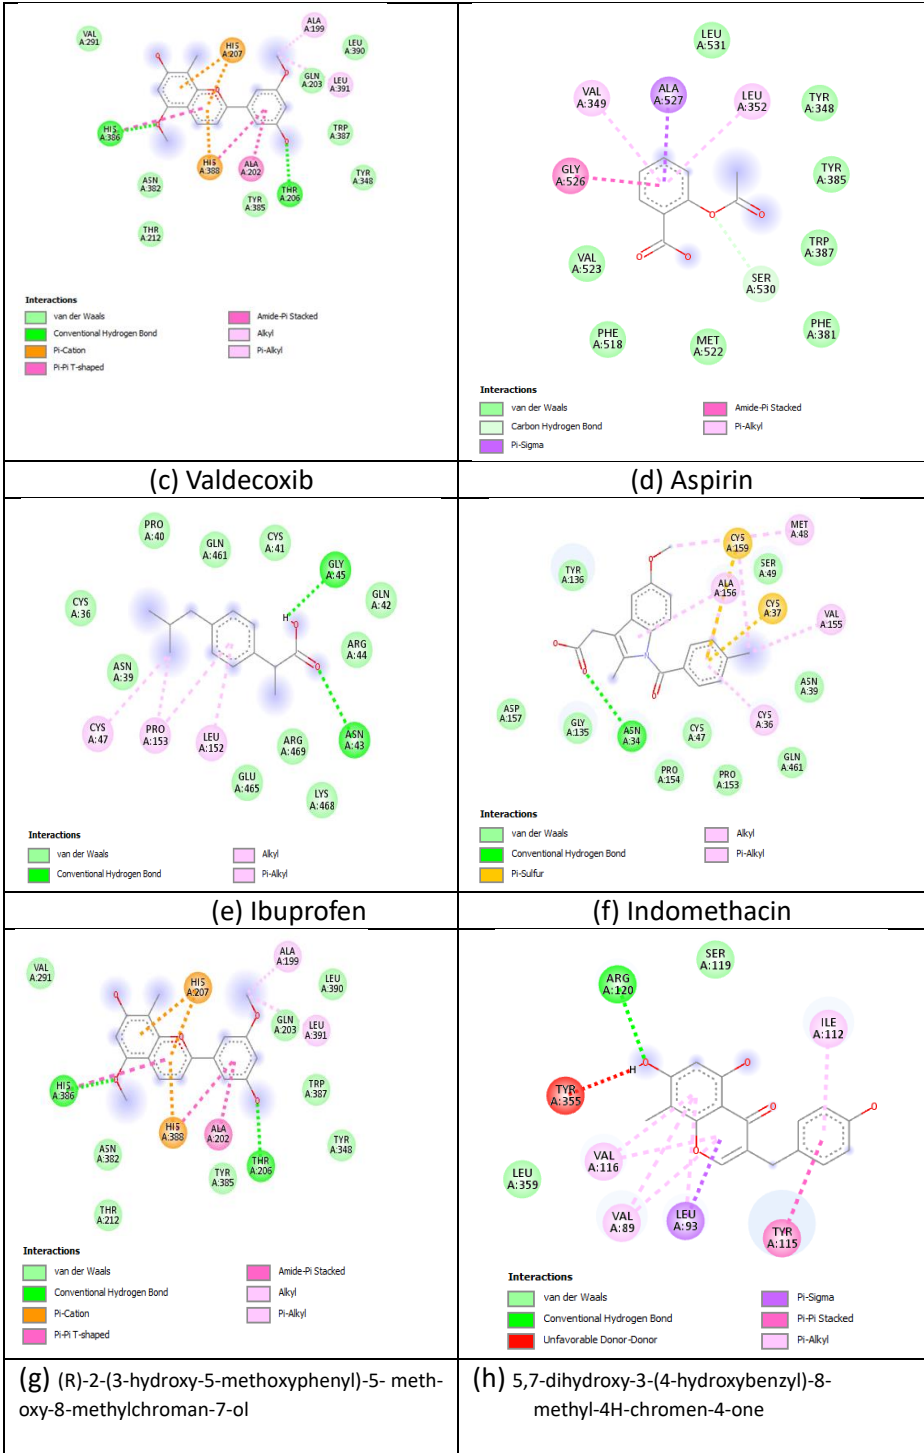 ALA
A:199
VAL
A:291
HIS
A:207
LEU
A:390
GLN
A:203
LEU
A:391
HIS
A:386
TRP
A:387
ASN
A:382
HIS
A:388
ALA
A:202
TYR
A:385
THR
A:206
TYR
A:348
THR
A:212
Interactions
van der Waals
Conventional Hydrogen Bond
Pi-Cation
Pi-Pi T-shaped
Amide-Pi Stacked
Alkyl
Pi-Alkyl
LEU
A:531
VAL
A:349
ALA
A:527
LEU
A:352
TYR
A:348
GLY
A:526
TYR
A:385
O
O
O
O
TRP
A:387
VAL
A:523
SER
A:530
PHE
A:518
MET
A:522
PHE
A:381
Interactions
van der Waals
Carbon Hydrogen Bond
Pi-Sigma
Amide-Pi Stacked
Pi-Alkyl
(c) Valdecoxib
(d) Aspirin
PRO
A:40
GLN
A:461
CYS
A:41
GLY
A:45
CYS
A:36
GLN
A:42
H
O
O
ARG
A:44
ASN
A:39
CYS
A:47
PRO
A:153
LEU
A:152
ARG
A:469
ASN
A:43
GLU
A:465
LYS
A:468
Interactions
van der Waals
Conventional Hydrogen Bond
Alkyl
Pi-Alkyl
MET
A:48
CYS
A:159
TYR
A:136
SER
A:49
ALA
A:156
CYS
A:37
VAL
A:155
O
O
O
N
O
ASN
A:39
ASP
A:157
GLY
A:135
ASN
A:34
CYS
A:47
CYS
A:36
PRO
A:154
PRO
A:153
GLN
A:461
Interactions
van der Waals
Conventional Hydrogen Bond
Pi-Sulfur
Alkyl
Pi-Alkyl
(e) Ibuprofen
(f) Indomethacin
ALA
A:199
VAL
A:291
HIS
A:207
LEU
A:390
GLN
A:203
LEU
A:391
HIS
A:386
TRP
A:387
ASN
A:382
HIS
A:388
ALA
A:202
TYR
A:385
THR
A:206
TYR
A:348
THR
A:212
Interactions
van der Waals
Conventional Hydrogen Bond
Pi-Cation
Pi-Pi T-shaped
Amide-Pi Stacked
Alkyl
Pi-Alkyl
SER
A:119
ARG
A:120
ILE
A:112
H
O
O
O
O
O
TYR
A:355
VAL
A:116
LEU
A:359
VAL
A:89
LEU
A:93
TYR
A:115
Interactions
van der Waals
Conventional Hydrogen Bond
Unfavorable Donor-Donor
Pi-Sigma
Pi-Pi Stacked
Pi-Alkyl
(g) (R)-2-(3-hydroxy-5-methoxyphenyl)-5- meth-
oxy-8-methylchroman-7-ol
(h) 5,7-dihydroxy-3-(4-hydroxybenzyl)-8-
methyl-4H-chromen-4-one